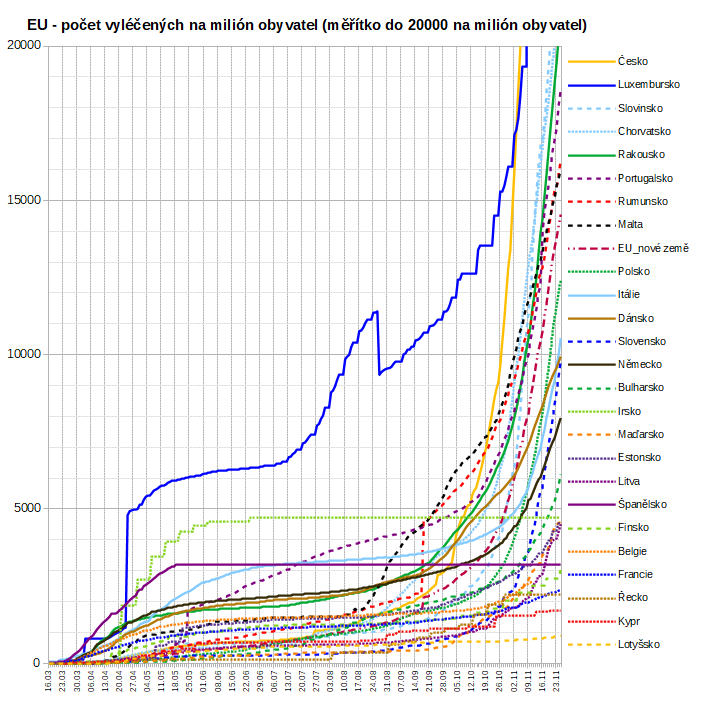 EU - počet vyléčených na milión obyvatel (měřítko do 20000 na milión obyvatel)
20000
15000
10000
5000
0
16.03 23.03 30.03 06.04 13.04 20.04 27.04 04.05 11.05 18.05 25.05 01.06 08.06 15.06 22.06 29.06 06.07 13.07 20.07 27.07 03.08 10.08 17.08 24.08 31.08 07.09 14.09 21.09 28.09 05.10 12.10 19.10 26.10 02.11 09.11 16.11 23.11
Česko
Luxembursko
Slovinsko
Chorvatsko
Rakousko
Portugalsko
Rumunsko
Malta
EU_nové země
Polsko
Itálie
Dánsko
Slovensko
Německo
Bulharsko
Irsko
Maďarsko
Estonsko
Litva
Španělsko
Finsko
Belgie
Francie
Řecko
Kypr
Lotyšsko